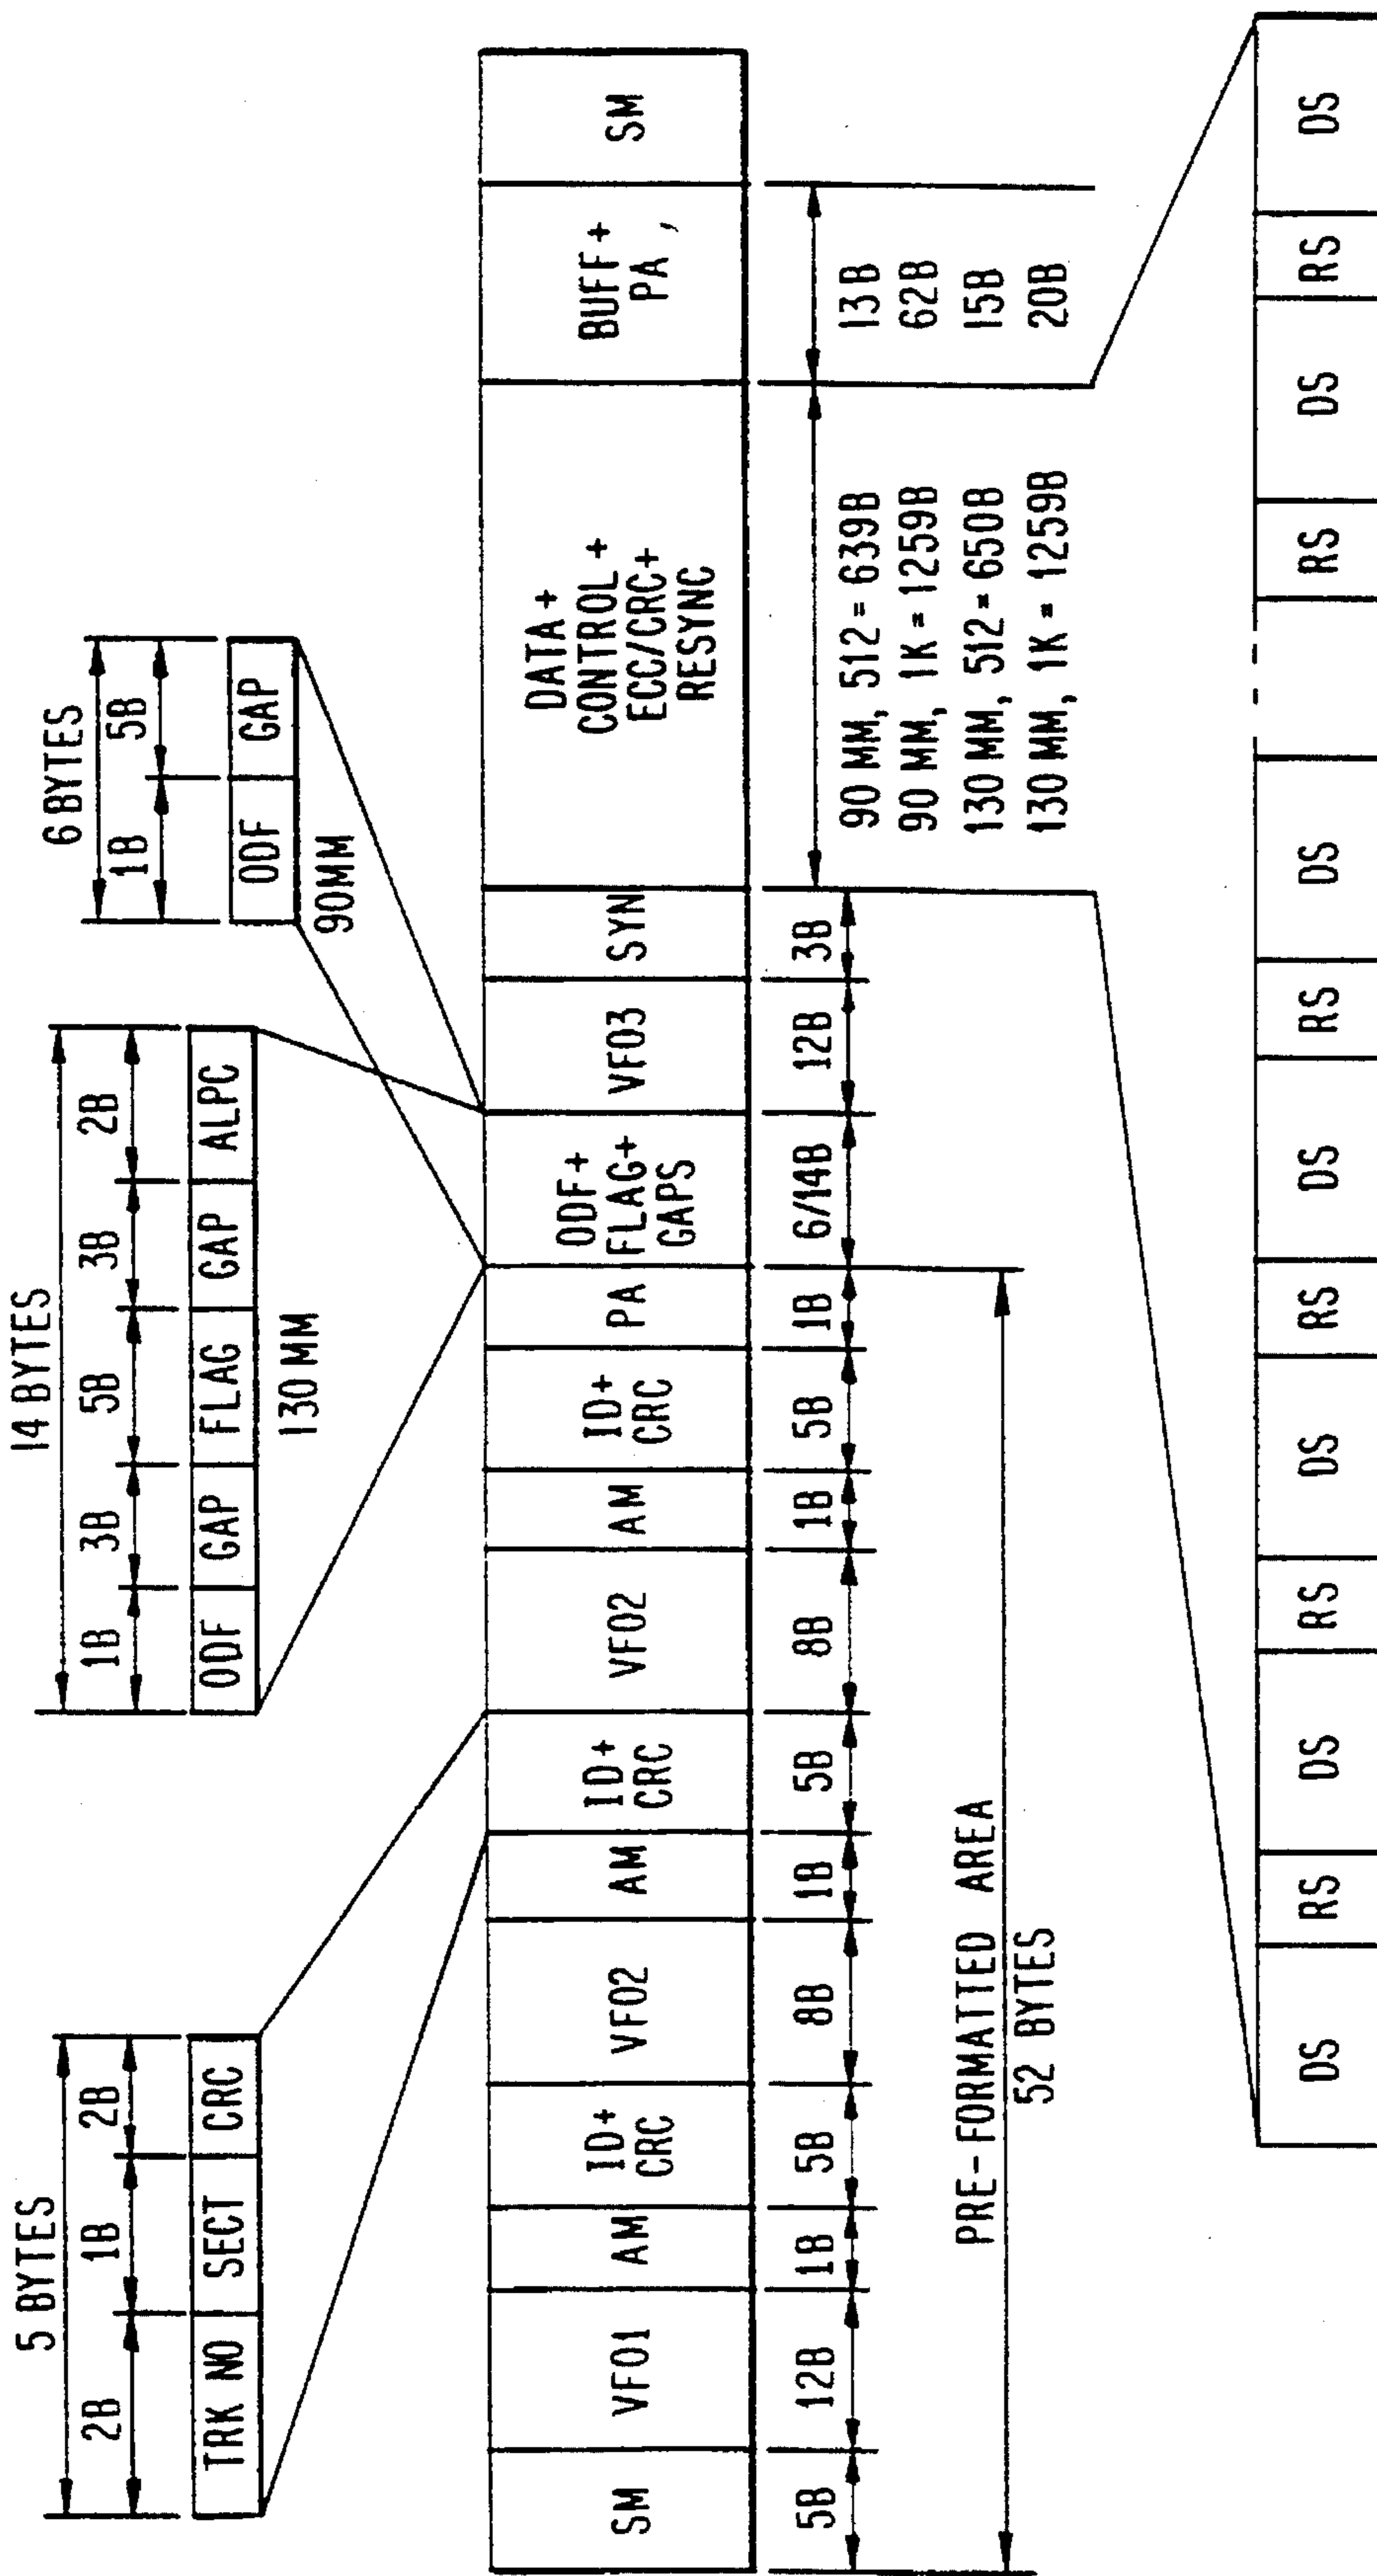 5 BYTES
2B 1B 2B
TRK NO SECT CRC
14 BYTES
1B 3B 5B 3B 2B
ODF GAP FLAG GAP ALPC
130 MM
6 BYTES
1B 5B
ODF GAP
90MM
SM
VFO1
AM
ID+
CRC
VFO2
AM
ID+
CRC
VFO2
AM
ID+
CRC
PA
ODF+
FLAG+
GAPS
VFO3
SYN
DATA+
CONTROL+
ECC/CRC+
RESYNC
BUFF+
PA,
SM
5B 12B 1B 5B 8B 1B 5B 8B 1B 5B 1B 6/14B 12B 3B
90 MM, 512 = 639B 13B
90 MM, 1K = 1259B 62B
130 MM, 512 = 650B 15B
130 MM, 1K = 1259B 20B
PRE-FORMATTED AREA
52 BYTES
DS RS DS RS DS RS DS RS DS RS DS RS DS